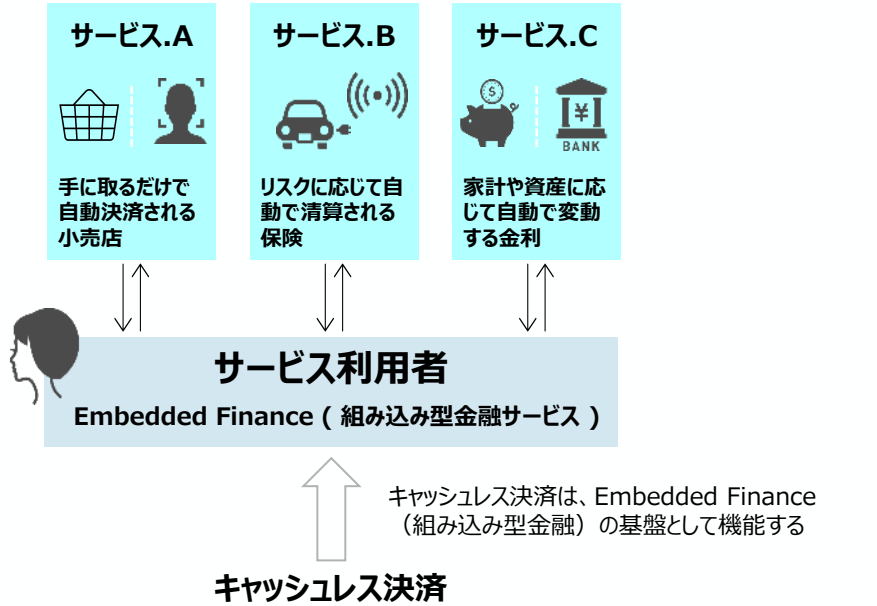 サービス.A
サービス.B
サービス.C
¥
BANK
手に取るだけで
自動決済される
小売店
リスクに応じて自
動で清算される
保険
家計や資産に応
じて自動で変動
する金利
サービス利用者
Embedded Finance ( 組み込み型金融サービス )
キャッシュレス決済は、Embedded Finance
（組み込み型金融）の基盤として機能する
キャッシュレス決済